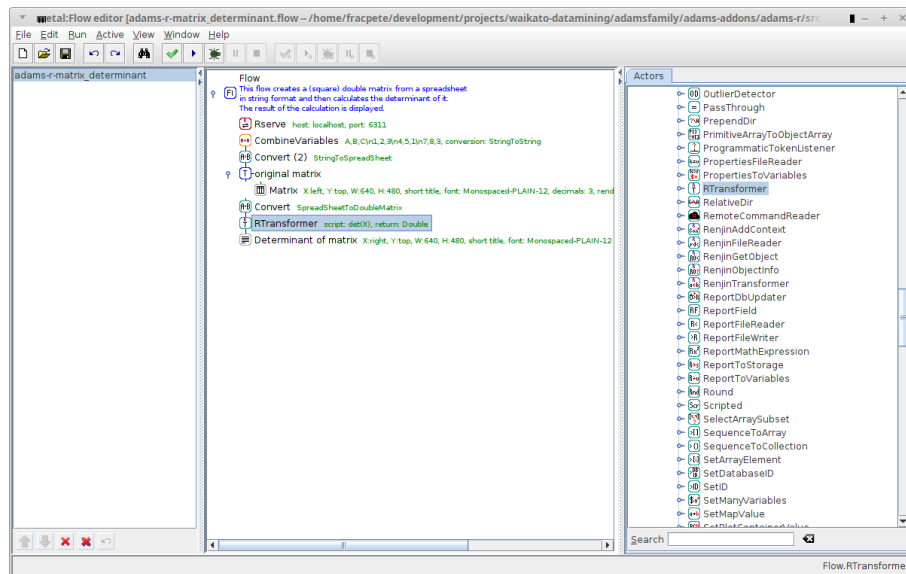 metal:Flow editor [adams-r-matrix_determinant.flow -- /home/fracpete/development/projects/waikato-datamining/adamsfamily/adams-addons/adams-r/src
File Edit Run Active View Window Help
adams-r-matrix_determinant
Flow
This flow creates a (square) double matrix from a spreadsheet
in string format and then calculates the determinant of it.
The result of the calculation is displayed.
Rserve host: localhost, port: 6311
CombineVariables A,B,C\n1,2,3\n4,5,1\n7,8,3, conversion: StringToString
Convert (2) StringToSpreadSheet
original matrix
Matrix X:left, Y:top, W:640, H:480, short title, font: Monospaced-PLAIN-12, decimals: 3, rend
Convert SpreadSheetToDoubleMatrix
RTransformer script: det(X), return: Double
Determinant of matrix X:right, Y:top, W:640, H:480, short title, font: Monospaced-PLAIN-12
Actors
OutlierDetector
PassThrough
PrependDir
PrimitiveArrayToObjectArray
ProgrammaticTokenListener
PropertiesFileReader
PropertiesToVariables
RTransformer
RelativeDir
RemoteCommandReader
RenjinAddContext
RenjinFileReader
RenjinGetObject
RenjinObjectInfo
RenjinTransformer
ReportDbUpdater
ReportField
ReportFileReader
ReportFileWriter
ReportMathExpression
ReportToStorage
ReportToVariables
Round
Scripted
SelectArraySubset
SequenceToArray
SequenceToCollection
SetArrayElement
SetDatabaseID
SetID
SetManyVariables
SetMapValue
SetPlotContainerValue
Search
Flow.RTransforme